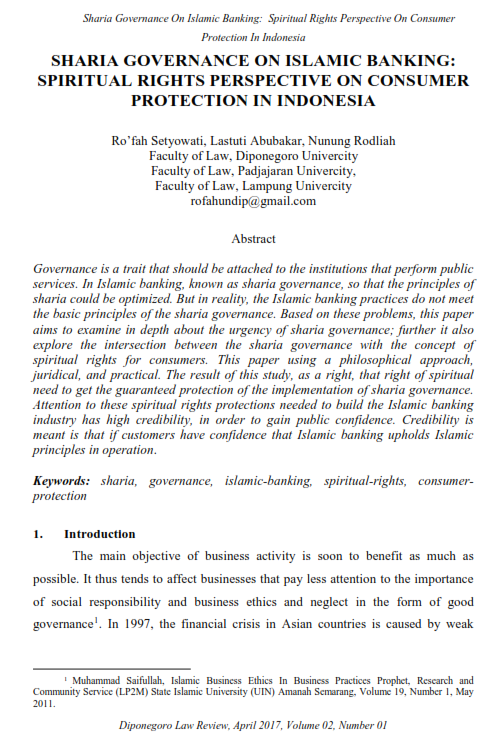 Sharia Governance On Islamic Banking:  Spiritual Rights Perspective On Consumer
Protection In Indonesia
SHARIA GOVERNANCE ON ISLAMIC BANKING:
SPIRITUAL RIGHTS PERSPECTIVE ON CONSUMER
PROTECTION IN INDONESIA
Ro’fah Setyowati, Lastuti Abubakar, Nunung Rodliah
Faculty of Law, Diponegoro Univercity
Faculty of Law, Padjajaran Univercity,
Faculty of Law, Lampung Univercity
rofahundip@gmail.com
Abstract
Governance is a trait that should be attached to the institutions that perform public
services. In Islamic banking, known as sharia governance, so that the principles of
sharia could be optimized. But in reality, the Islamic banking practices do not meet
the basic principles of the sharia governance. Based on these problems, this paper
aims to examine in depth about the urgency of sharia governance; further it also
explore the intersection between the sharia governance with the concept of
spiritual rights for consumers. This paper using a philosophical approach,
juridical, and practical. The result of this study, as a right, that right of spiritual
need to get the guaranteed protection of the implementation of sharia governance.
Attention to these spiritual rights protections needed to build the Islamic banking
industry has high credibility, in order to gain public confidence. Credibility is
meant is that if customers have confidence that Islamic banking upholds Islamic
principles in operation.
Keywords: sharia, governance, islamic-banking, spiritual-rights, consumer-
protection
1. Introduction
The main objective of business activity is soon to benefit as much as
possible. It thus tends to affect businesses that pay less attention to the importance
of social responsibility and business ethics and neglect in the form of good
governance¹. In 1997, the financial crisis in Asian countries is caused by weak
¹ Muhammad Saifullah, Islamic Business Ethics In Business Practices Prophet, Research and
Community Service (LP2M) State Islamic University (UIN) Amanah Semarang, Volume 19, Number 1, May
2011.
Diponegoro Law Review, April 2017, Volume 02, Number 01